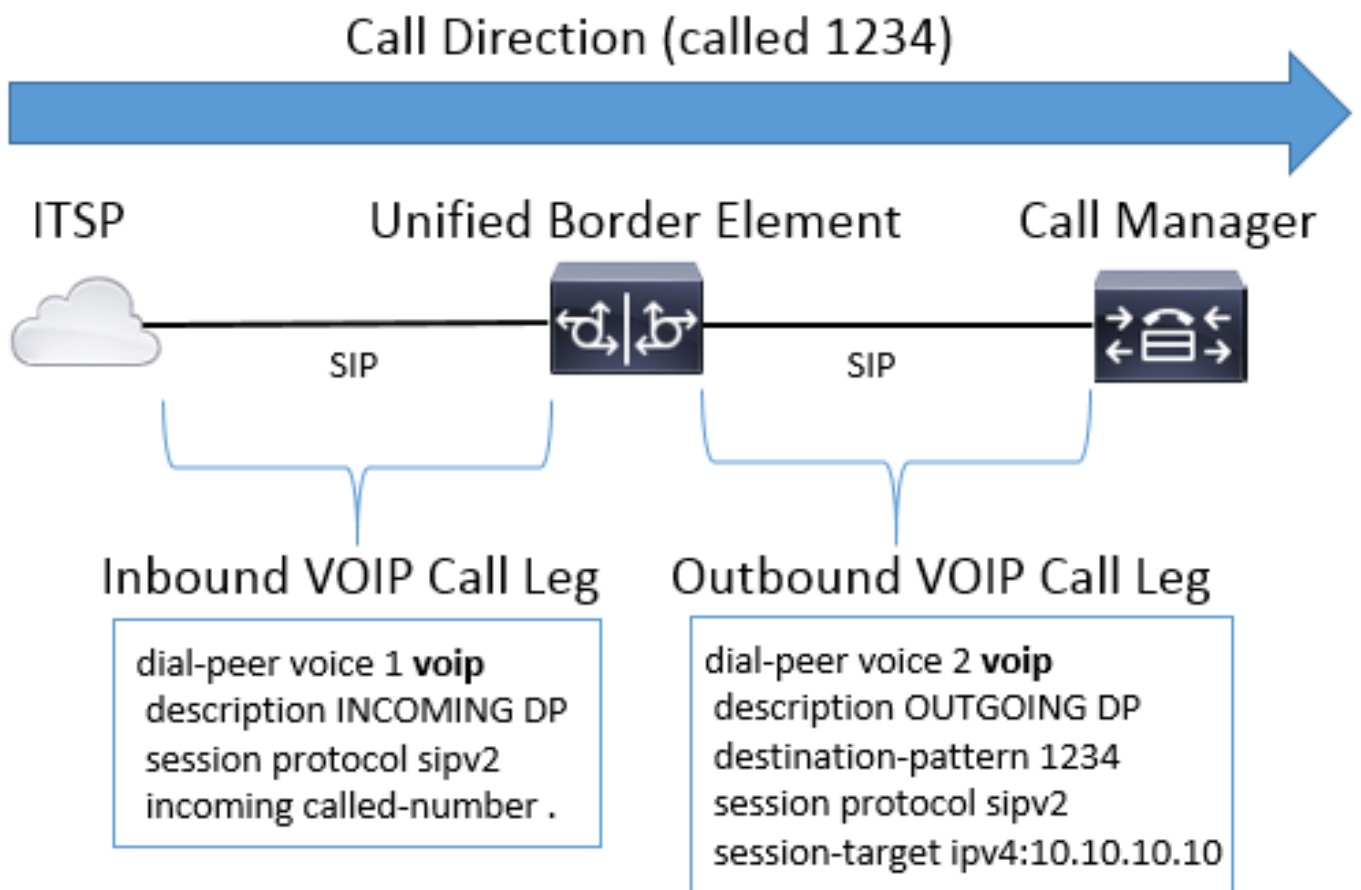 Call Direction (called 1234)
ITSP
Unified Border Element
Call Manager
SIP
SIP
Inbound VOIP Call Leg
dial-peer voice 1 voip
description INCOMING DP
session protocol sipv2
incoming called-number .
Outbound VOIP Call Leg
dial-peer voice 2 voip
description OUTGOING DP
destination-pattern 1234
session protocol sipv2
session-target ipv4:10.10.10.10